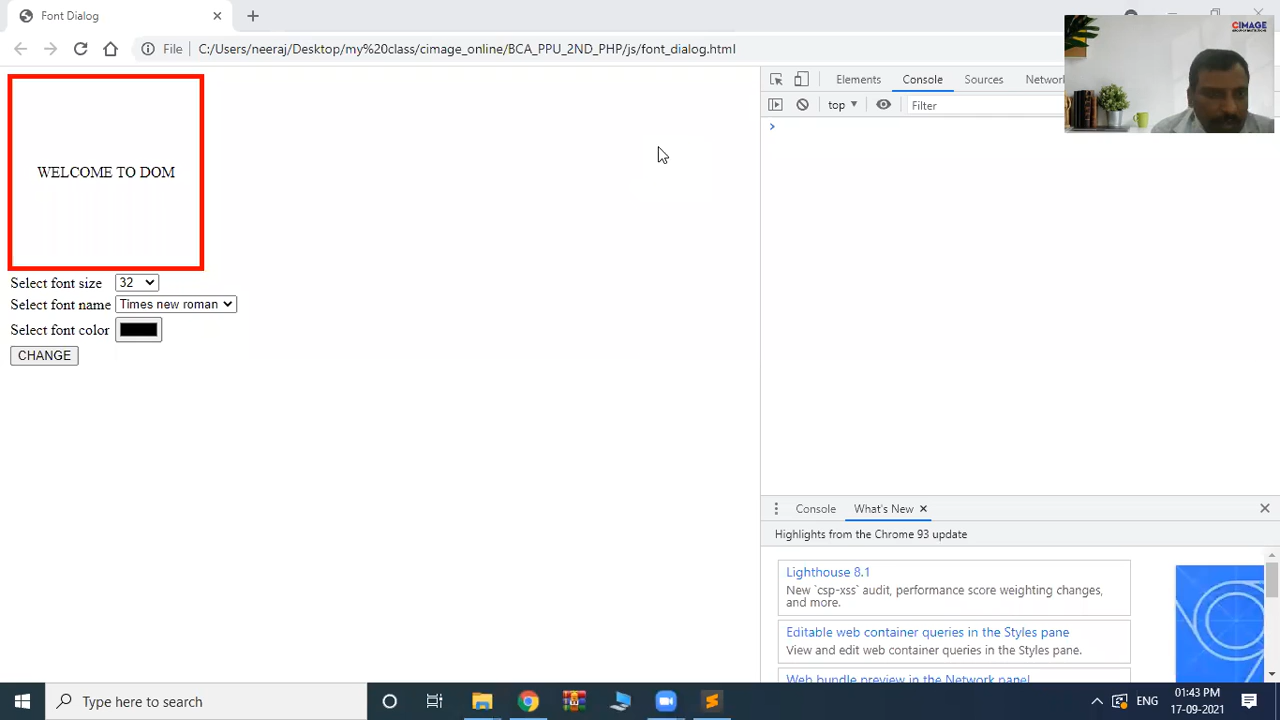 Font Dialog
File
C:/Users/neeraj/Desktop/my%20class/cimage_online/BCA_PPU_2ND_PHP/js/font_dialog.html
CIMAGE
WELCOME TO DOM
Select font size 32
Select font name Times new roman
Select font color
CHANGE
Elements Console Sources Network
top Filter
Console What's New
Highlights from the Chrome 93 update
Lighthouse 8.1
New `csp-xss` audit, performance score weighting changes,
and more.
Editable web container queries in the Styles pane
View and edit web container queries in the Styles pane.
Web bundle preview in the Network panel
Type here to search
ENG
01:43 PM
17-09-2021